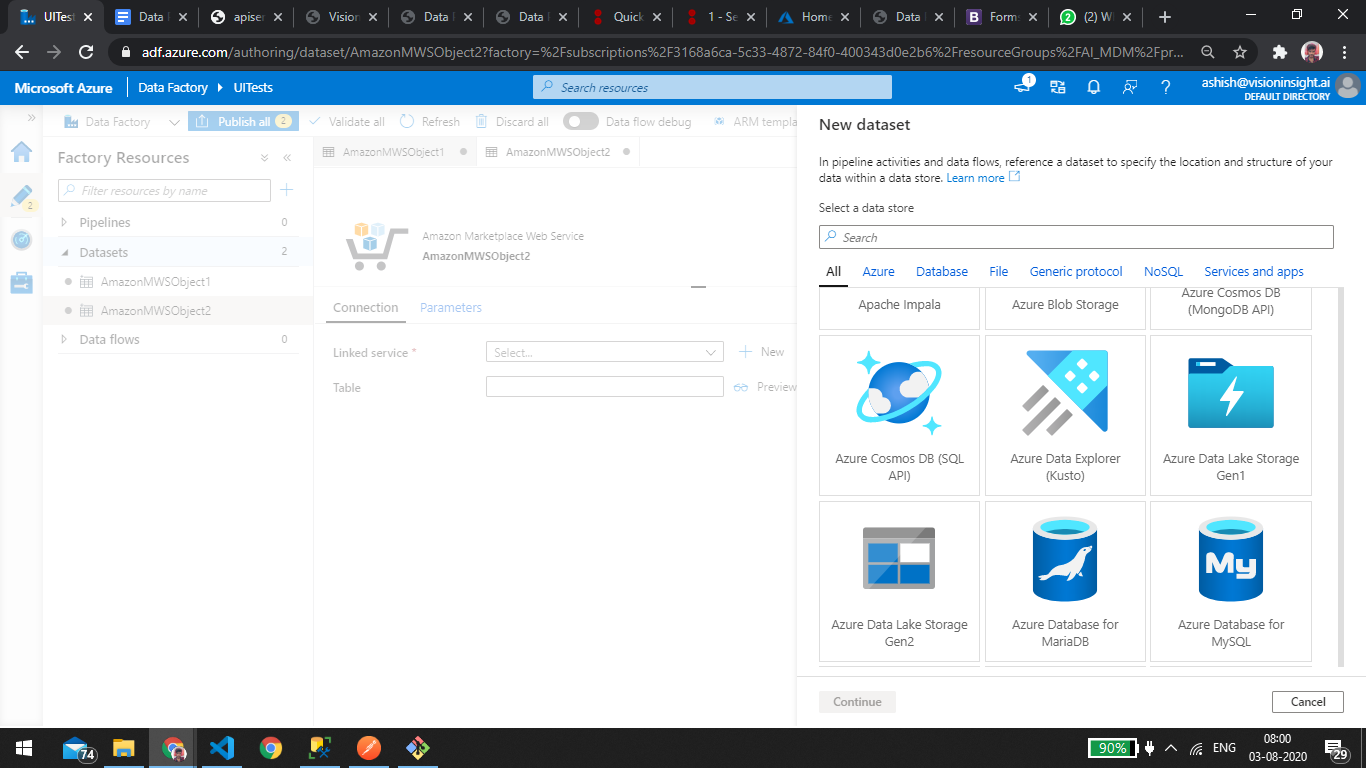 UITest
Data
apiser
Vision
Data
Data
Quick
1 - Se
Home
Data
Form
(2) W
adf.azure.com/authoring/dataset/AmazonMWSObject2?factory=%2Fsubscriptions%2F3168a6ca-5c33-4872-84f0-400343d0e2b6%2FresourceGroups%2FAI_MDM%2Fpr...
Microsoft Azure
Data Factory
UITests
Search resources
1
ashish@visioninsight.ai
DEFAULT DIRECTORY
Data Factory
Publish all 2
Validate all
Refresh
Discard all
Data flow debug
ARM templa
Factory Resources
Filter resources by name
2
Pipelines 0
Datasets 2
AmazonMWSObject1
AmazonMWSObject2
Data flows 0
AmazonMWSObject1
AmazonMWSObject2
Amazon Marketplace Web Service
AmazonMWSObject2
Connection
Parameters
Linked service *
Select...
New
Table
Preview
New dataset
In pipeline activities and data flows, reference a dataset to specify the location and structure of your
data within a data store. Learn more
Select a data store
Search
All
Azure
Database
File
Generic protocol
NoSQL
Services and apps
Apache Impala
Azure Blob Storage
Azure Cosmos DB
(MongoDB API)
Azure Cosmos DB (SQL
API)
Azure Data Explorer
(Kusto)
Azure Data Lake Storage
Gen1
Azure Data Lake Storage
Gen2
Azure Database for
MariaDB
My
Azure Database for
MySQL
Continue
Cancel
74
90%
ENG
08:00
03-08-2020
29